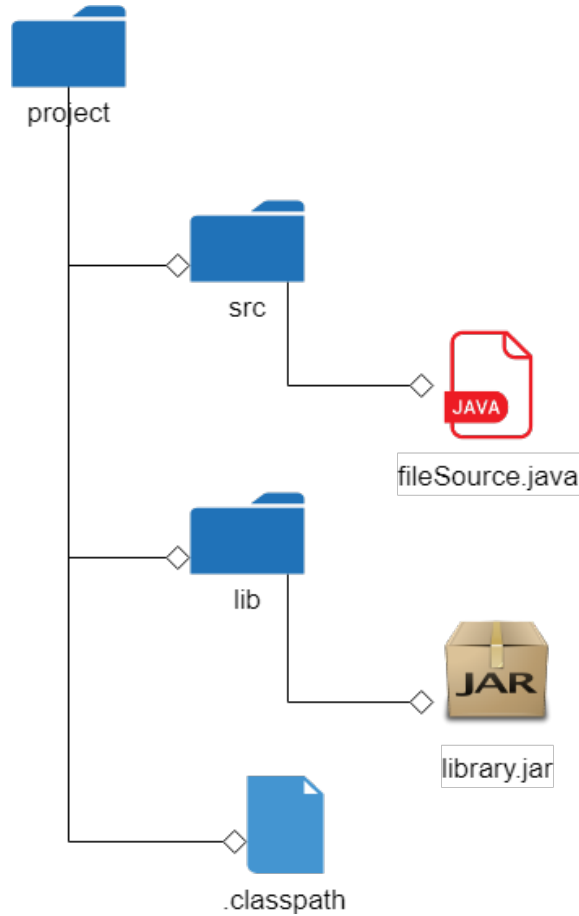 project
src
JAVA
fileSource.java
lib
JAR
library.jar
.classpath